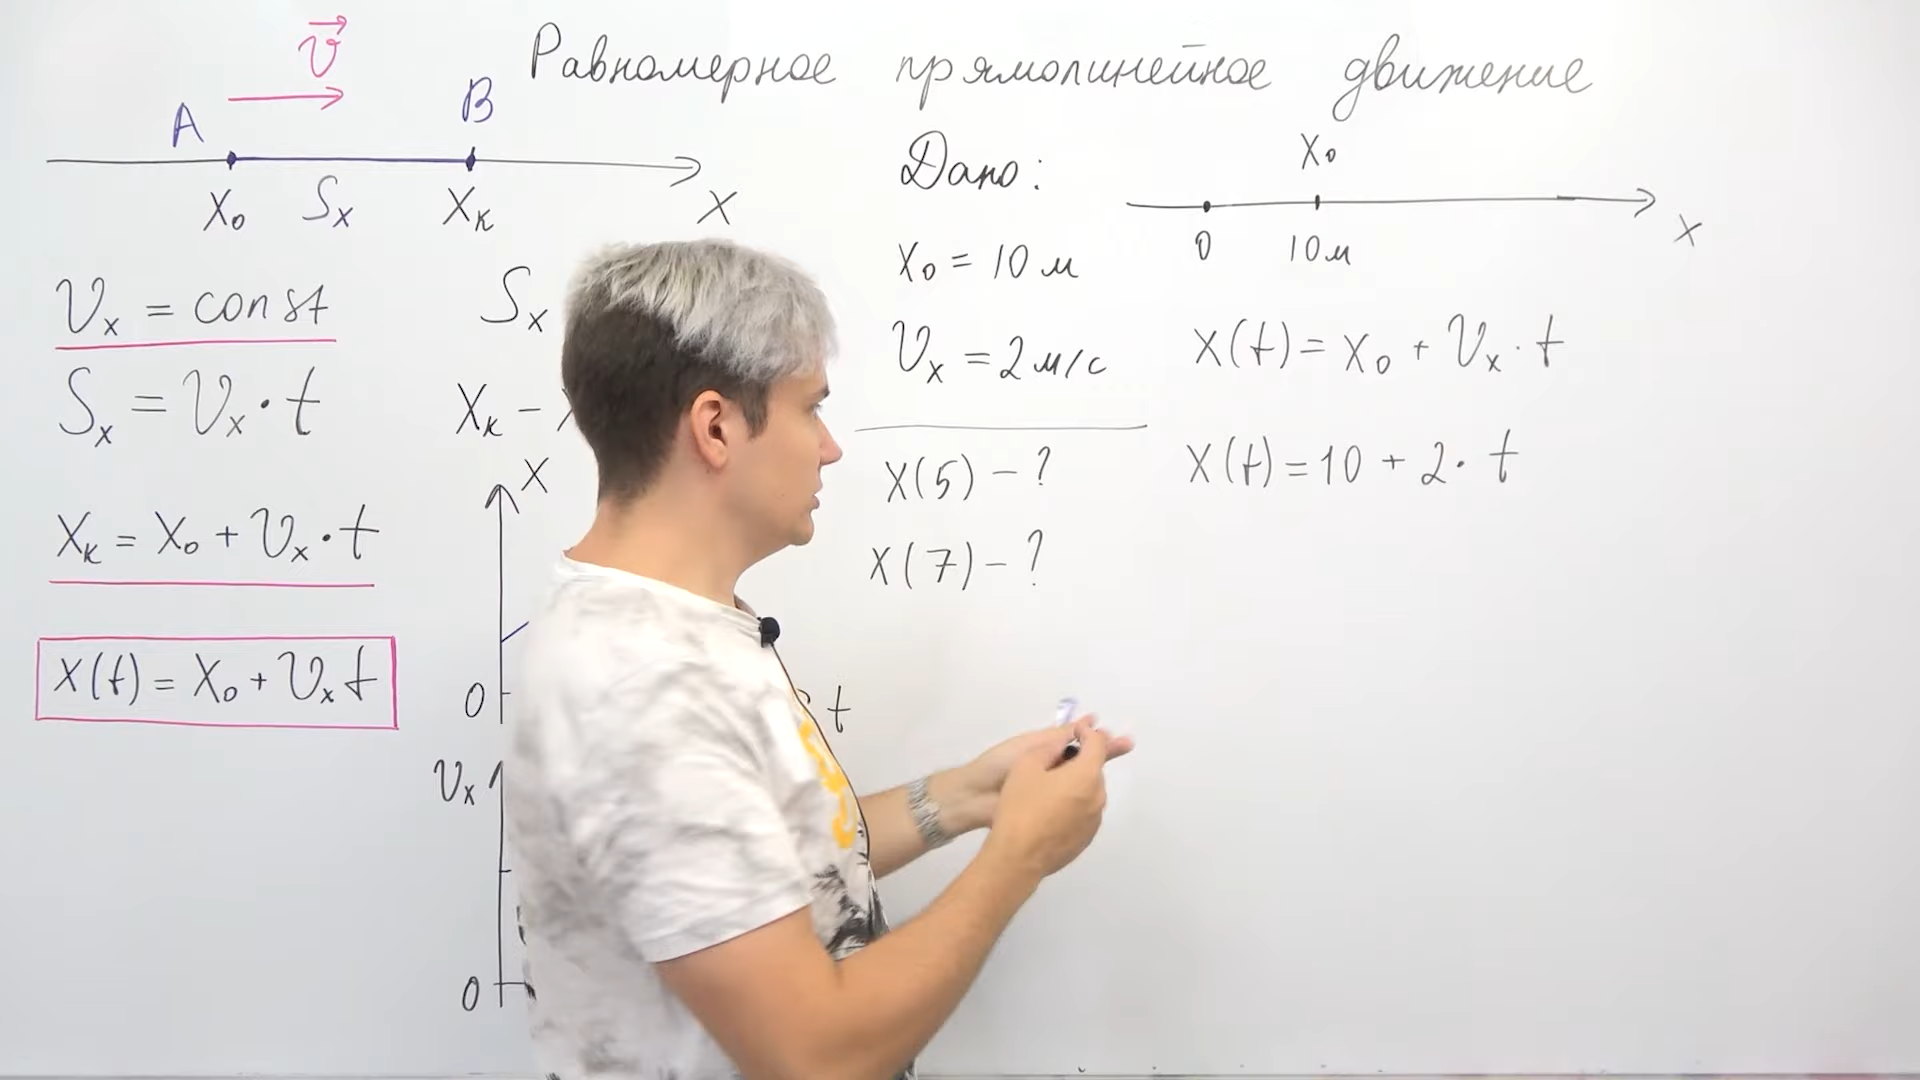 Равномерное прямолинейное движение
v
A B
x₀ Sₓ xₖ x
vₓ = const
Sₓ = vₓ · t
xₖ = x₀ + vₓ · t
x(t) = x₀ + vₓ t
Sₓ
xₖ -
x
0 t
vₓ
0
Дано:
x₀ = 10 м
vₓ = 2 м/с
x(5) - ?
x(7) - ?
x₀
0 10 м x
x(t) = x₀ + vₓ · t
x(t) = 10 + 2 · t